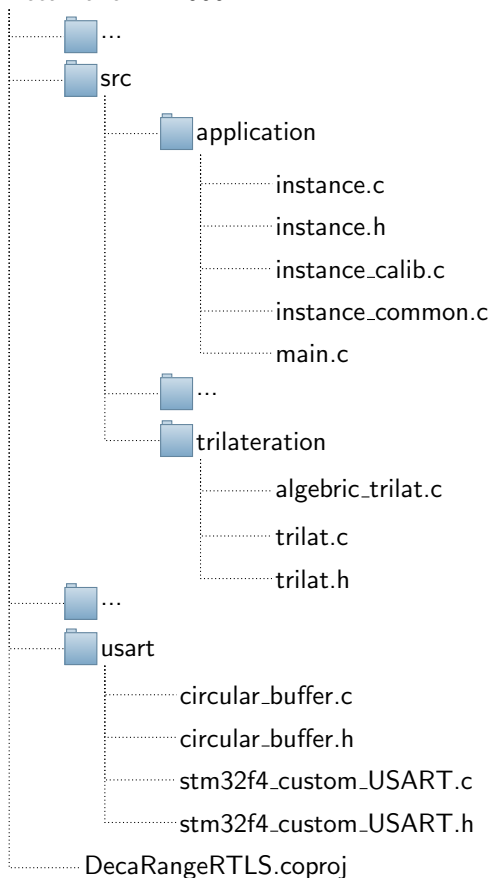 ...
src
application
instance.c
instance.h
instance_calib.c
instance_common.c
main.c
...
trilateration
algebric_trilat.c
trilat.c
trilat.h
...
usart
circular_buffer.c
circular_buffer.h
stm32f4_custom_USART.c
stm32f4_custom_USART.h
DecaRangeRTLS.coproj